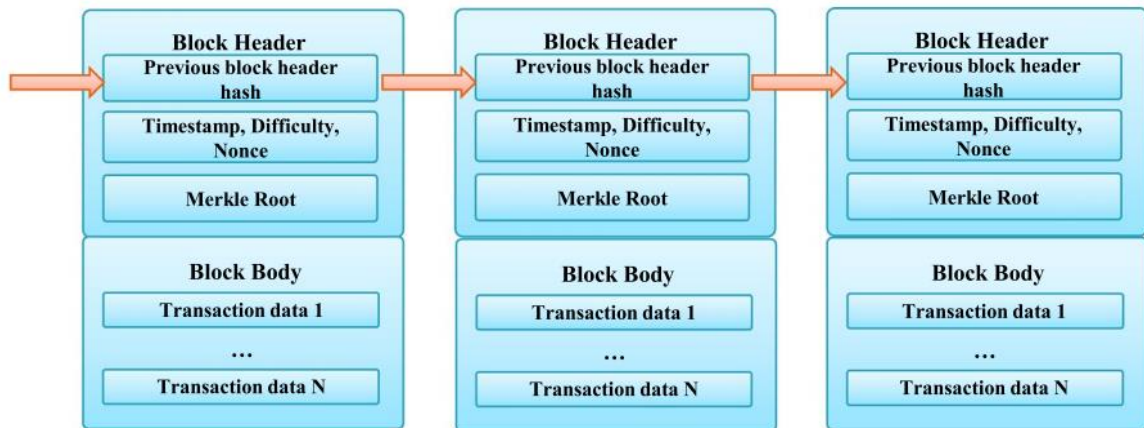 Block Header
Previous block header
hash
Timestamp, Difficulty,
Nonce
Merkle Root
Block Body
Transaction data 1
...
Transaction data N
Block Header
Previous block header
hash
Timestamp, Difficulty,
Nonce
Merkle Root
Block Body
Transaction data 1
...
Transaction data N
Block Header
Previous block header
hash
Timestamp, Difficulty,
Nonce
Merkle Root
Block Body
Transaction data 1
...
Transaction data N